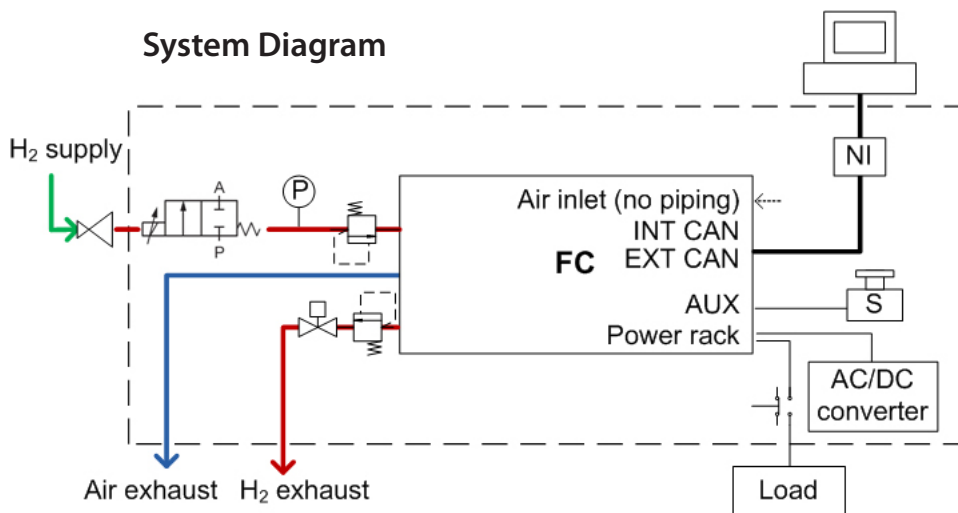 System Diagram
H₂ supply
A
P
P
Air inlet (no piping)
INT CAN
FC
EXT CAN
AUX
Power rack
NI
S
AC/DC
converter
Load
Air exhaust
H₂ exhaust